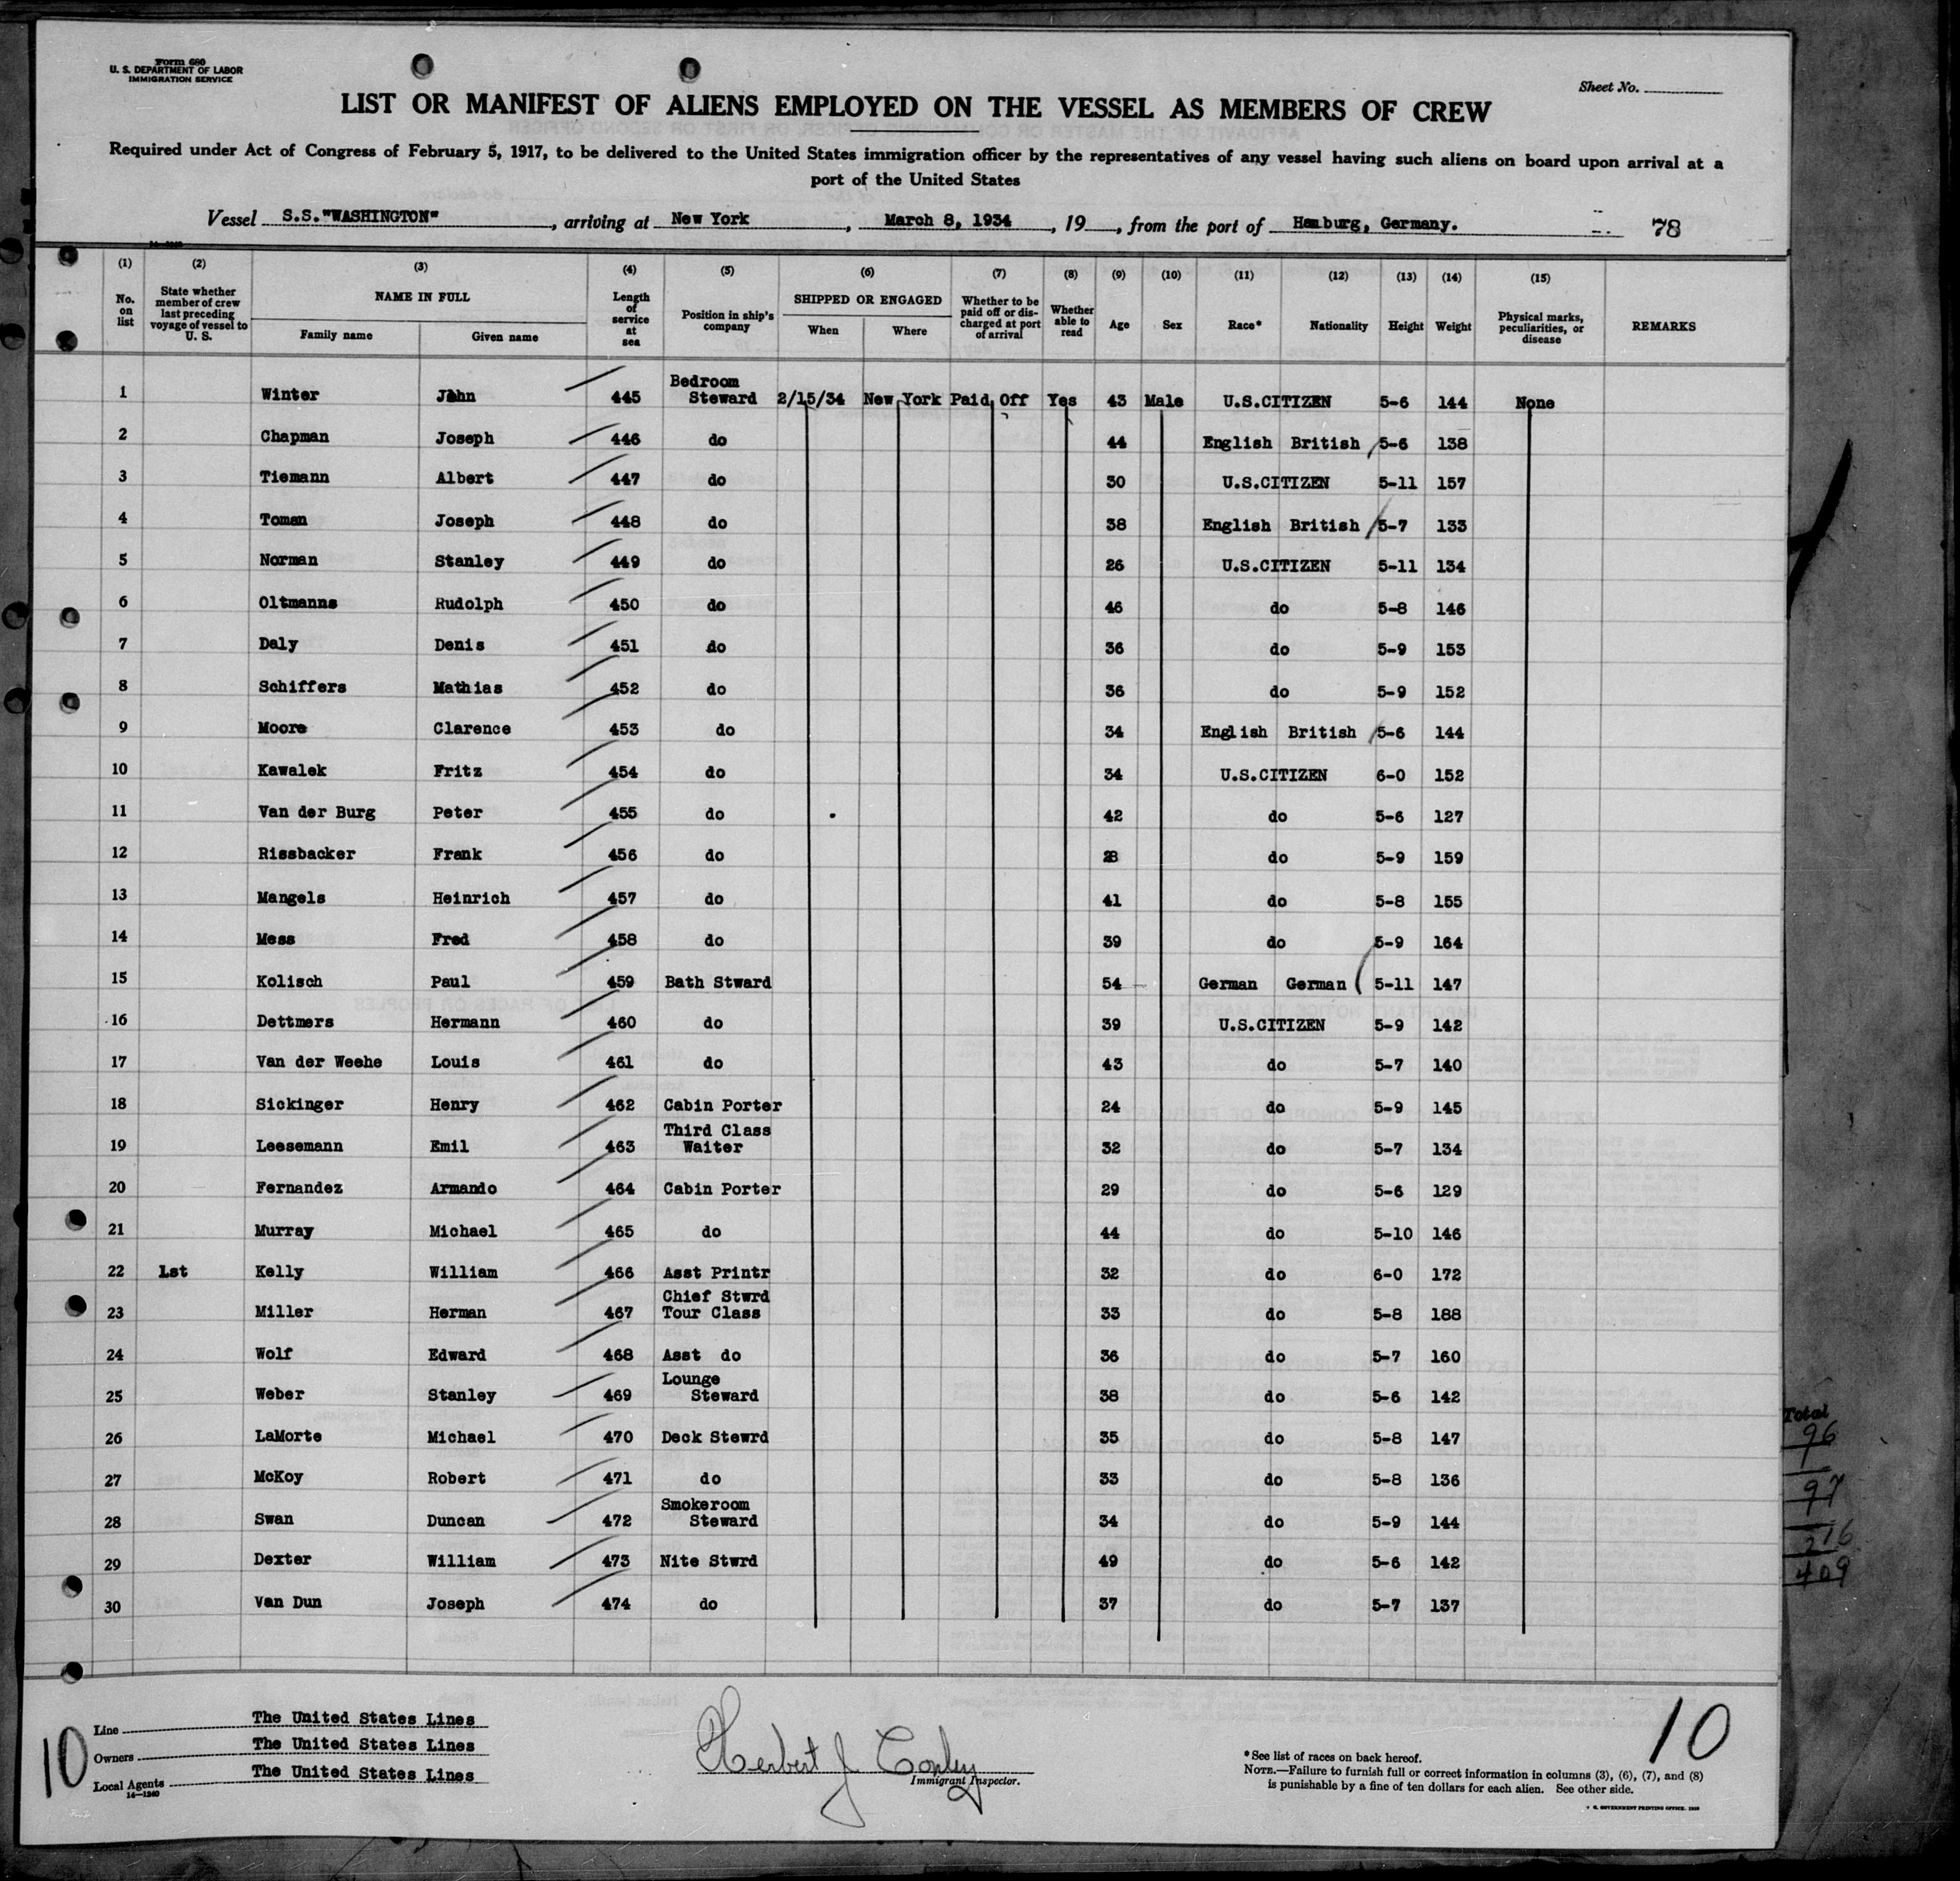 Form 680
U. S. DEPARTMENT OF LABOR
IMMIGRATION SERVICE
Sheet No.
LIST OR MANIFEST OF ALIENS EMPLOYED ON THE VESSEL AS MEMBERS OF CREW
Required under Act of Congress of February 5, 1917, to be delivered to the United States immigration officer by the representatives of any vessel having such aliens on board upon arrival at a
port of the United States
Vessel S.S."WASHINGTON", arriving at New York, March 8, 1934, 19, from the port of Hamburg, Germany. 78
(1) (2) (3) (4) (5) (6) (7) (8) (9) (10) (11) (12) (13) (14) (15)
No. on list
State whether member of crew last preceding voyage of vessel to U. S.
NAME IN FULL
Family name Given name
Length of service at sea
Position in ship's company
SHIPPED OR ENGAGED
When Where
Whether to be paid off or discharged at port of arrival
Whether able to read
Age Sex Race* Nationality Height Weight
Physical marks, peculiarities, or disease
REMARKS
1 Winter John 445 Bedroom Steward 2/15/34 New York Paid Off Yes 43 Male U.S.CITIZEN 5-6 144 None
2 Chapman Joseph 446 do 44 English British 5-6 138
3 Tiemann Albert 447 do 30 U.S.CITIZEN 5-11 157
4 Toman Joseph 448 do 38 English British 5-7 133
5 Norman Stanley 449 do 26 U.S.CITIZEN 5-11 134
6 Oltmanns Rudolph 450 do 46 do 5-8 146
7 Daly Denis 451 do 36 do 5-9 153
8 Schiffers Mathias 452 do 36 do 5-9 152
9 Moore Clarence 453 do 34 English British 5-6 144
10 Kawalek Fritz 454 do 34 U.S.CITIZEN 6-0 152
11 Van der Burg Peter 455 do 42 do 5-6 127
12 Rissbacker Frank 456 do 28 do 5-9 159
13 Mangels Heinrich 457 do 41 do 5-8 155
14 Mess Fred 458 do 39 do 5-9 164
15 Kolisch Paul 459 Bath Stward 54 German German 5-11 147
16 Dettmers Hermann 460 do 39 U.S.CITIZEN 5-9 142
17 Van der Weehe Louis 461 do 43 do 5-7 140
18 Sickinger Henry 462 Cabin Porter 24 do 5-9 145
19 Leesemann Emil 463 Third Class Waiter 32 do 5-7 134
20 Fernandez Armando 464 Cabin Porter 29 do 5-6 129
21 Murray Michael 465 do 44 do 5-10 146
22 1st Kelly William 466 Asst Printr 32 do 6-0 172
23 Miller Herman 467 Chief Stwrd Tour Class 33 do 5-8 188
24 Wolf Edward 468 Asst do 36 do 5-7 160
25 Weber Stanley 469 Lounge Steward 38 do 5-6 142
26 LaMorte Michael 470 Deck Stewrd 35 do 5-8 147
27 McKoy Robert 471 do 33 do 5-8 136
28 Swan Duncan 472 Smokeroom Steward 34 do 5-9 144
29 Dexter William 473 Nite Stwrd 49 do 5-6 142
30 Van Dun Joseph 474 do 37 do 5-7 137
Total
96
1
97
216
409
10
Line The United States Lines
Owners The United States Lines
Local Agents The United States Lines
14—1240
Herbert J Conley
Immigrant Inspector.
10
*See list of races on back hereof.
NOTE.—Failure to furnish full or correct information in columns (3), (6), (7), and (8)
is punishable by a fine of ten dollars for each alien. See other side.
GOVERNMENT PRINTING OFFICE